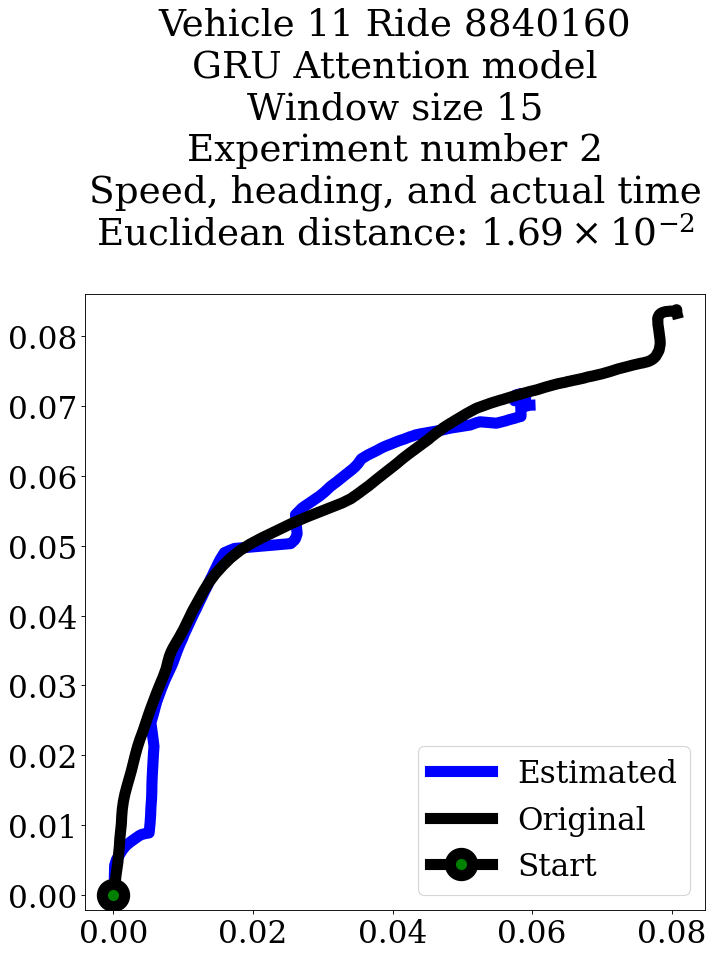 Vehicle 11 Ride 8840160
GRU Attention model
Window size 15
Experiment number 2
Speed, heading, and actual time
Euclidean distance: 1.69 × 10⁻²
0.08
0.07
0.06
0.05
0.04
0.03
0.02
0.01
0.00
Estimated
Original
Start
0.00 0.02 0.04 0.06 0.08